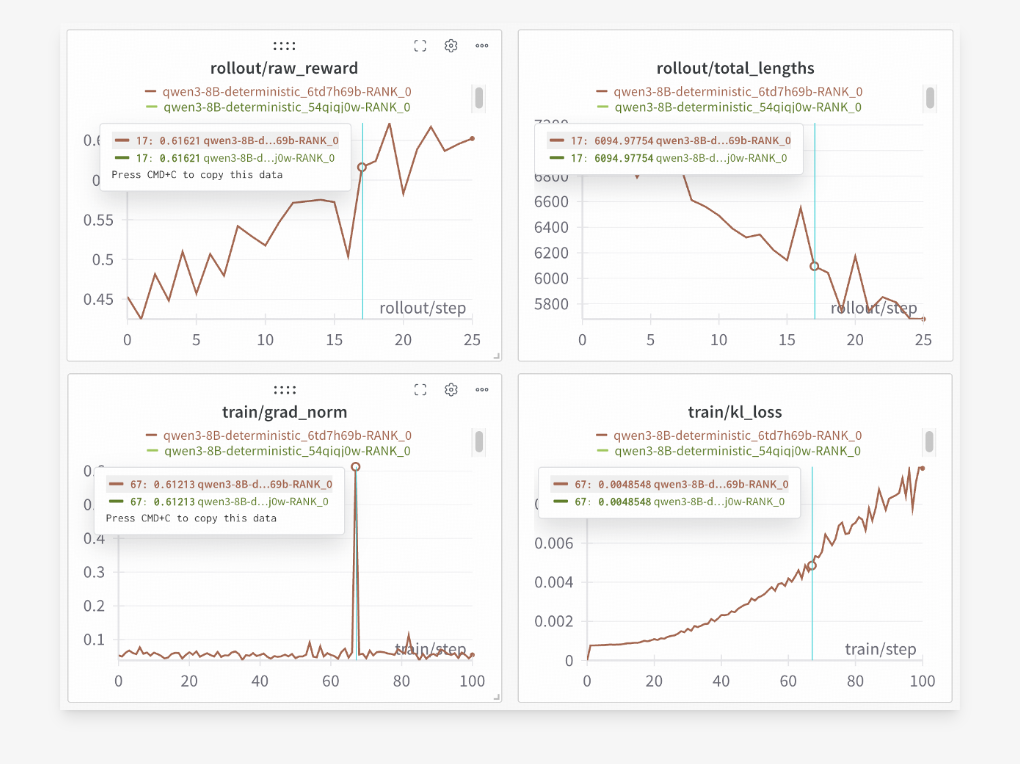 rollout/raw_reward
qwen3-8B-deterministic_6td7h69b-RANK_0
qwen3-8B-deterministic_54qiqj0w-RANK_0
17: 0.61621 qwen3-8B-d...69b-RANK_0
17: 0.61621 qwen3-8B-d...j0w-RANK_0
Press CMD+C to copy this data
0.55
0.5
0.45
rollout/step
0 5 10 15 20 25
rollout/total_lengths
qwen3-8B-deterministic_6td7h69b-RANK_0
qwen3-8B-deterministic_54qiqj0w-RANK_0
7200
17: 6094.97754 qwen3-8B-d...69b-RANK_0
17: 6094.97754 qwen3-8B-d...j0w-RANK_0
6800
6600
6400
6200
6000
5800
rollout/step
0 5 10 15 20 25
train/grad_norm
qwen3-8B-deterministic_6td7h69b-RANK_0
qwen3-8B-deterministic_54qiqj0w-RANK_0
67: 0.61213 qwen3-8B-d...69b-RANK_0
67: 0.61213 qwen3-8B-d...j0w-RANK_0
Press CMD+C to copy this data
0.4
0.3
0.2
0.1
train/step
0 20 40 60 80 100
train/kl_loss
qwen3-8B-deterministic_6td7h69b-RANK_0
qwen3-8B-deterministic_54qiqj0w-RANK_0
67: 0.0048548 qwen3-8B-d...69b-RANK_0
67: 0.0048548 qwen3-8B-d...j0w-RANK_0
0.006
0.004
0.002
0
train/step
0 20 40 60 80 100